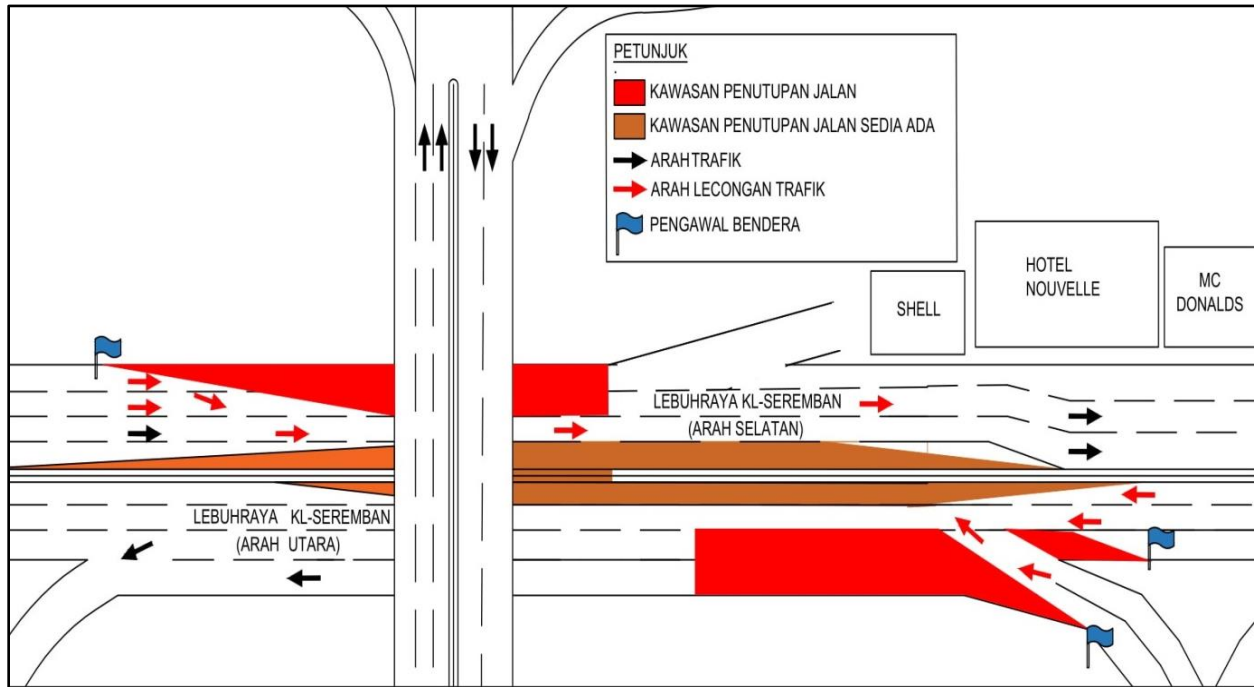 PETUNJUK
KAWASAN PENUTUPAN JALAN
KAWASAN PENUTUPAN JALAN SEDIA ADA
ARAH TRAFIK
ARAH LECONGAN TRAFIK
PENGAWAL BENDERA
SHELL
HOTEL
NOUVELLE
MC
DONALDS
LEBUHRAYA KL-SEREMBAN
(ARAH SELATAN)
LEBUHRAYA KL-SEREMBAN
(ARAH UTARA)